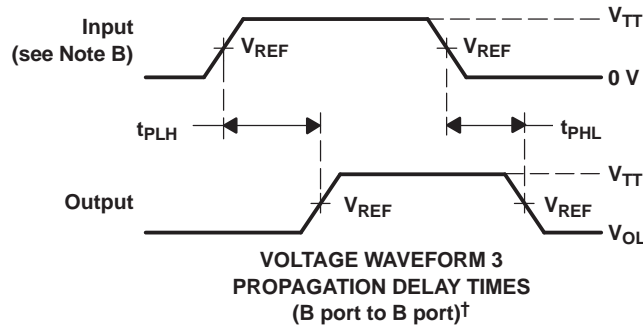 Input
(see Note B)
VREF
VREF
VTT
0 V
tPLH
tPHL
Output
VREF
VREF
VTT
VOL
VOLTAGE WAVEFORM 3
PROPAGATION DELAY TIMES
(B port to B port)†